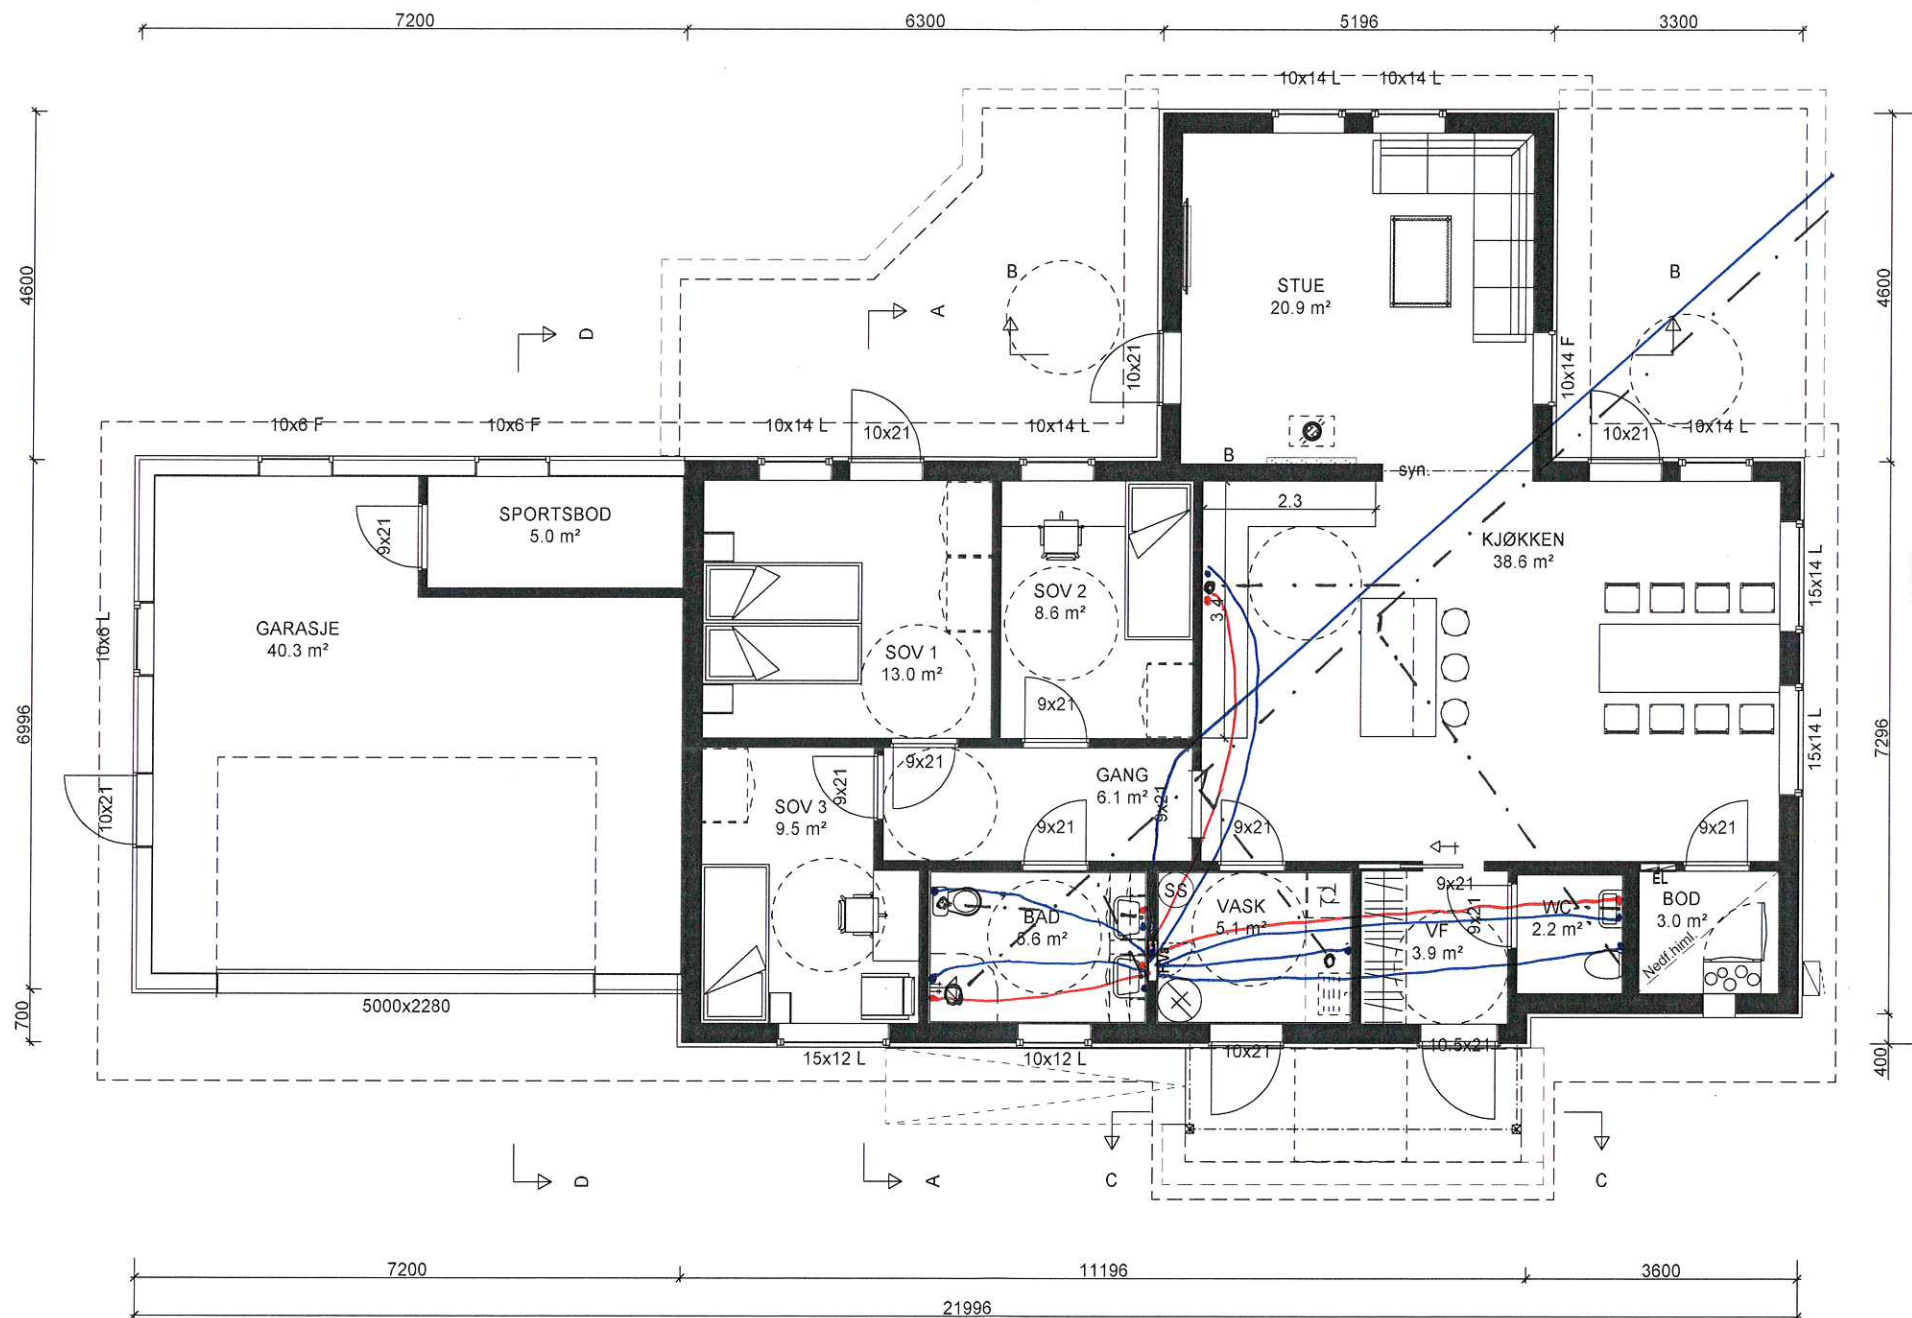 7200
6300
5196
3300
10x14 L
10x14 L
4600
4600
B
B
STUE
20.9 m²
A
D
10x21
10x14 F
10x6 F
10x6 F
10x14 L
10x21
10x14 L
10x21
10x14 L
B
syn.
2.3
SPORTSBOD
5.0 m²
9x21
KJØKKEN
38.6 m²
15x14 L
SOV 2
8.6 m²
3.4
10x6 L
GARASJE
40.3 m²
SOV 1
13.0 m²
9x21
6996
7296
15x14 L
9x21
9x21
GANG
6.1 m²
9x21
SOV 3
9.5 m²
10x21
9x21
9x21
9x21
EL
SS
9x21
9x21
BAD
5.6 m²
VASK
5.1 m²
VF
3.9 m²
WC
2.2 m²
BOD
3.0 m²
Nedf.himl.
5000x2280
700
15x12 L
10x12 L
10x21
10.5x21
400
D
A
C
C
7200
11196
3600
21996